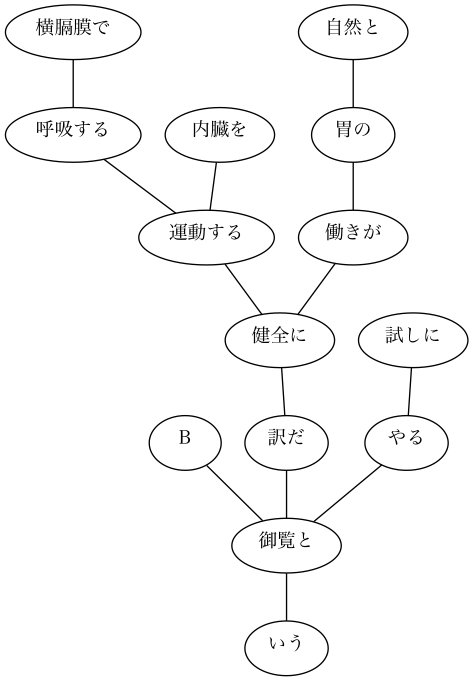 横膈膜で
自然と
呼吸する
内臓を
胃の
運動する
働きが
健全に
試しに
B
訳だ
やる
御覧と
いう